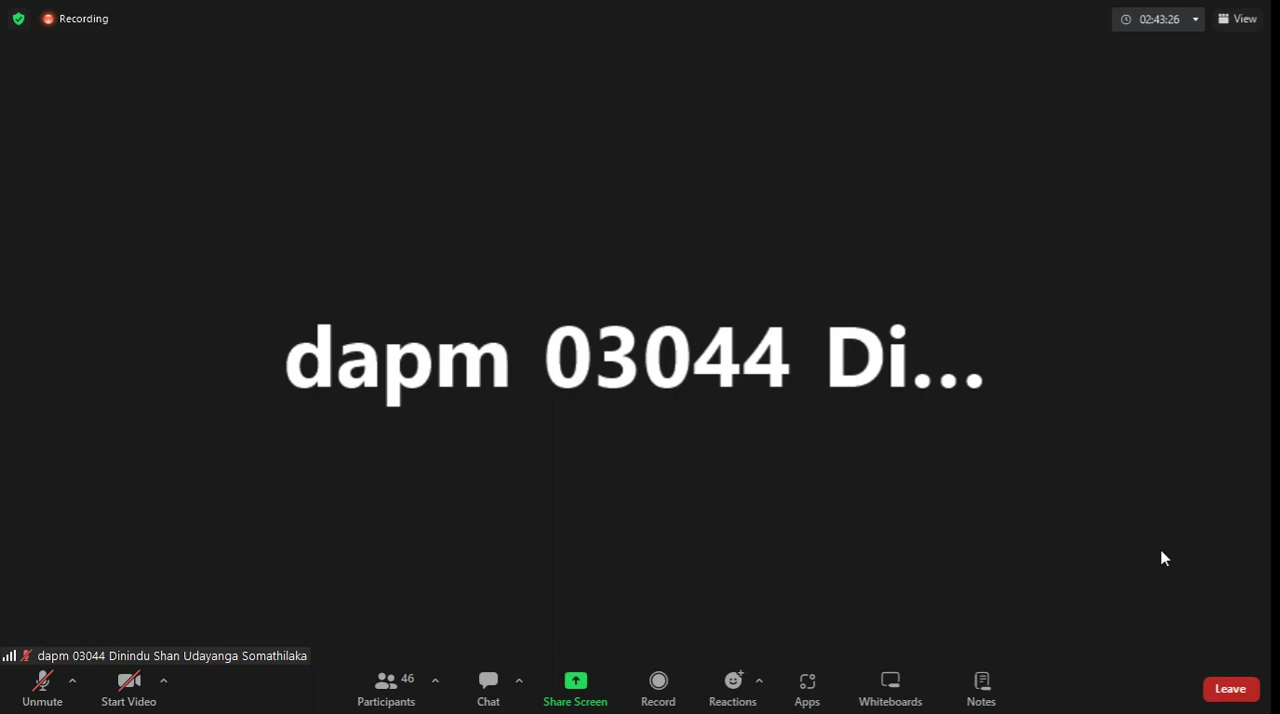 Recording
02:43:26
View
dapm 03044 Di...
dapm 03044 Dinindu Shan Udayanga Somathilaka
Unmute
Start Video
46
Participants
Chat
Share Screen
Record
Reactions
Apps
Whiteboards
Notes
Leave